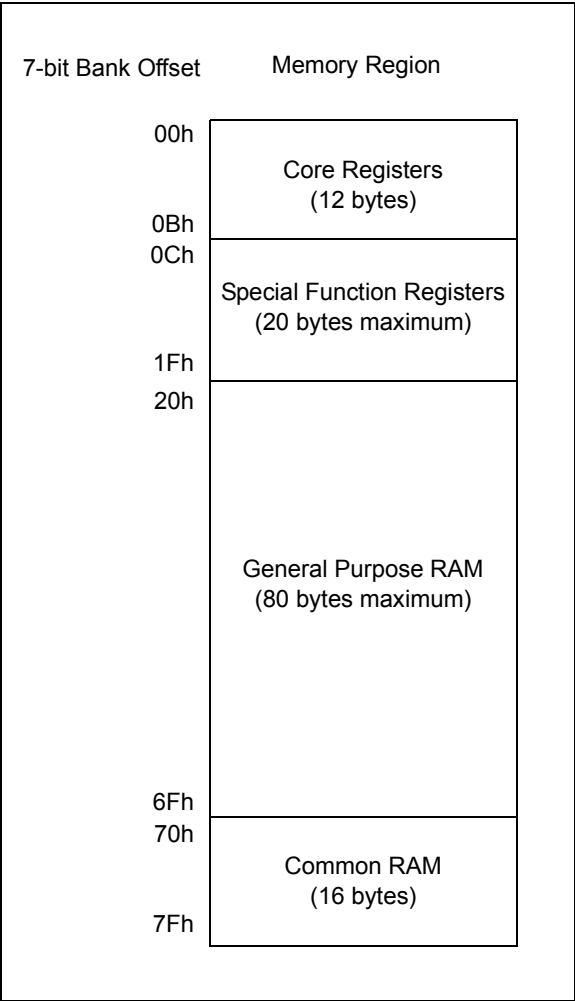 7-bit Bank Offset
Memory Region
00h
Core Registers
(12 bytes)
0Bh
0Ch
Special Function Registers
(20 bytes maximum)
1Fh
20h
General Purpose RAM
(80 bytes maximum)
6Fh
70h
Common RAM
(16 bytes)
7Fh